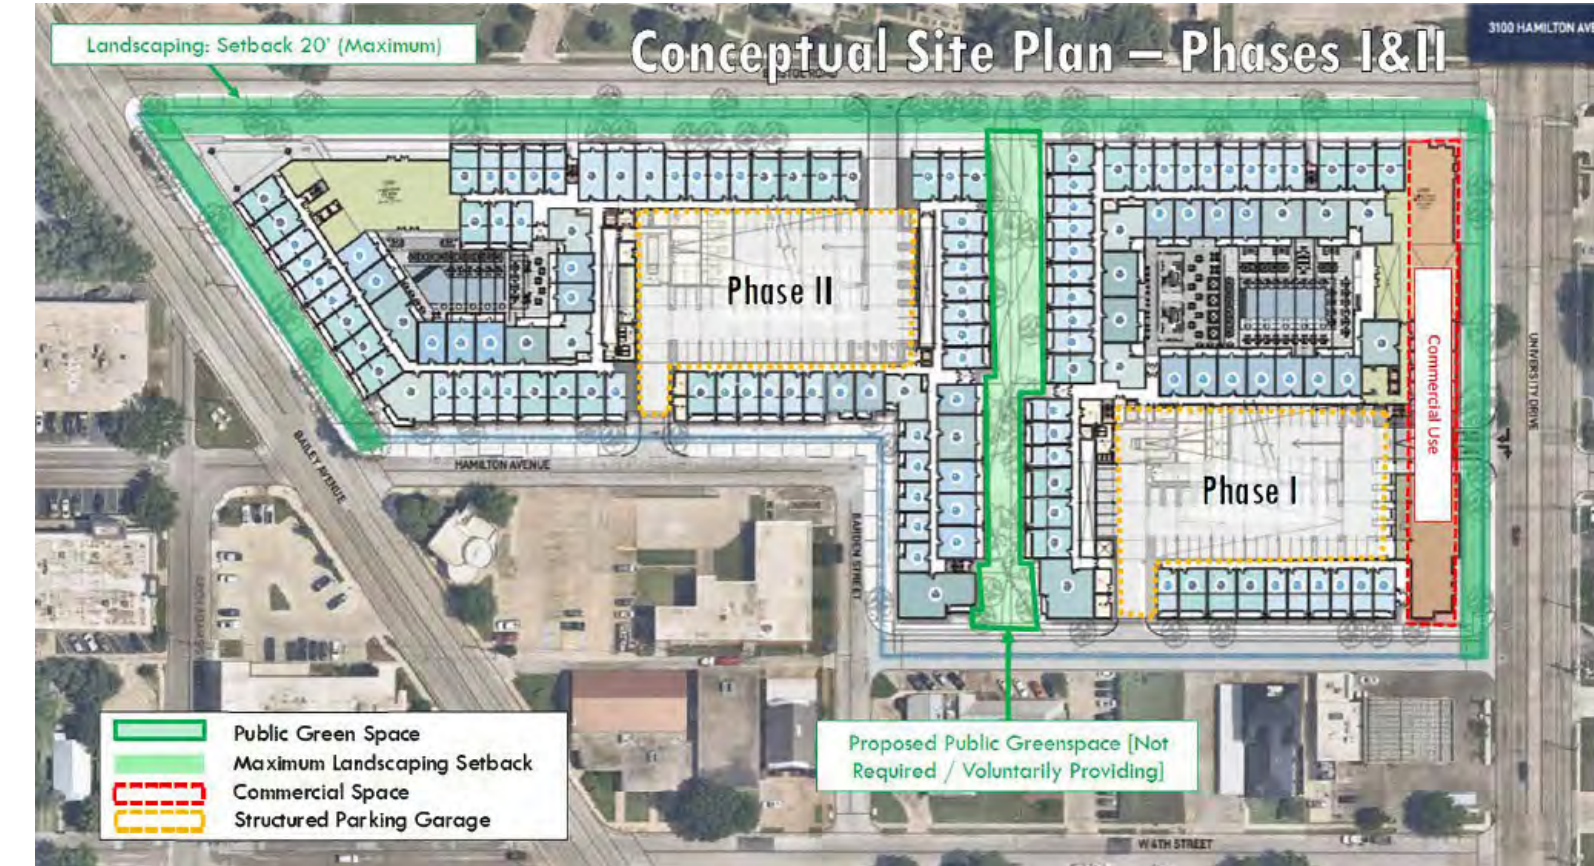 Landscaping: Setback 20' (Maximum)
Conceptual Site Plan – Phases I&II
3100 HAMILTON AVE
Phase II
Commercial Use
UNIVERSITY DRIVE
Phase I
BAILEY AVENUE
HAMILTON AVENUE
BARDEN STREET
Proposed Public Greenspace [Not
Required / Voluntarily Providing]
Public Green Space
Maximum Landscaping Setback
Commercial Space
Structured Parking Garage
W 4TH STREET